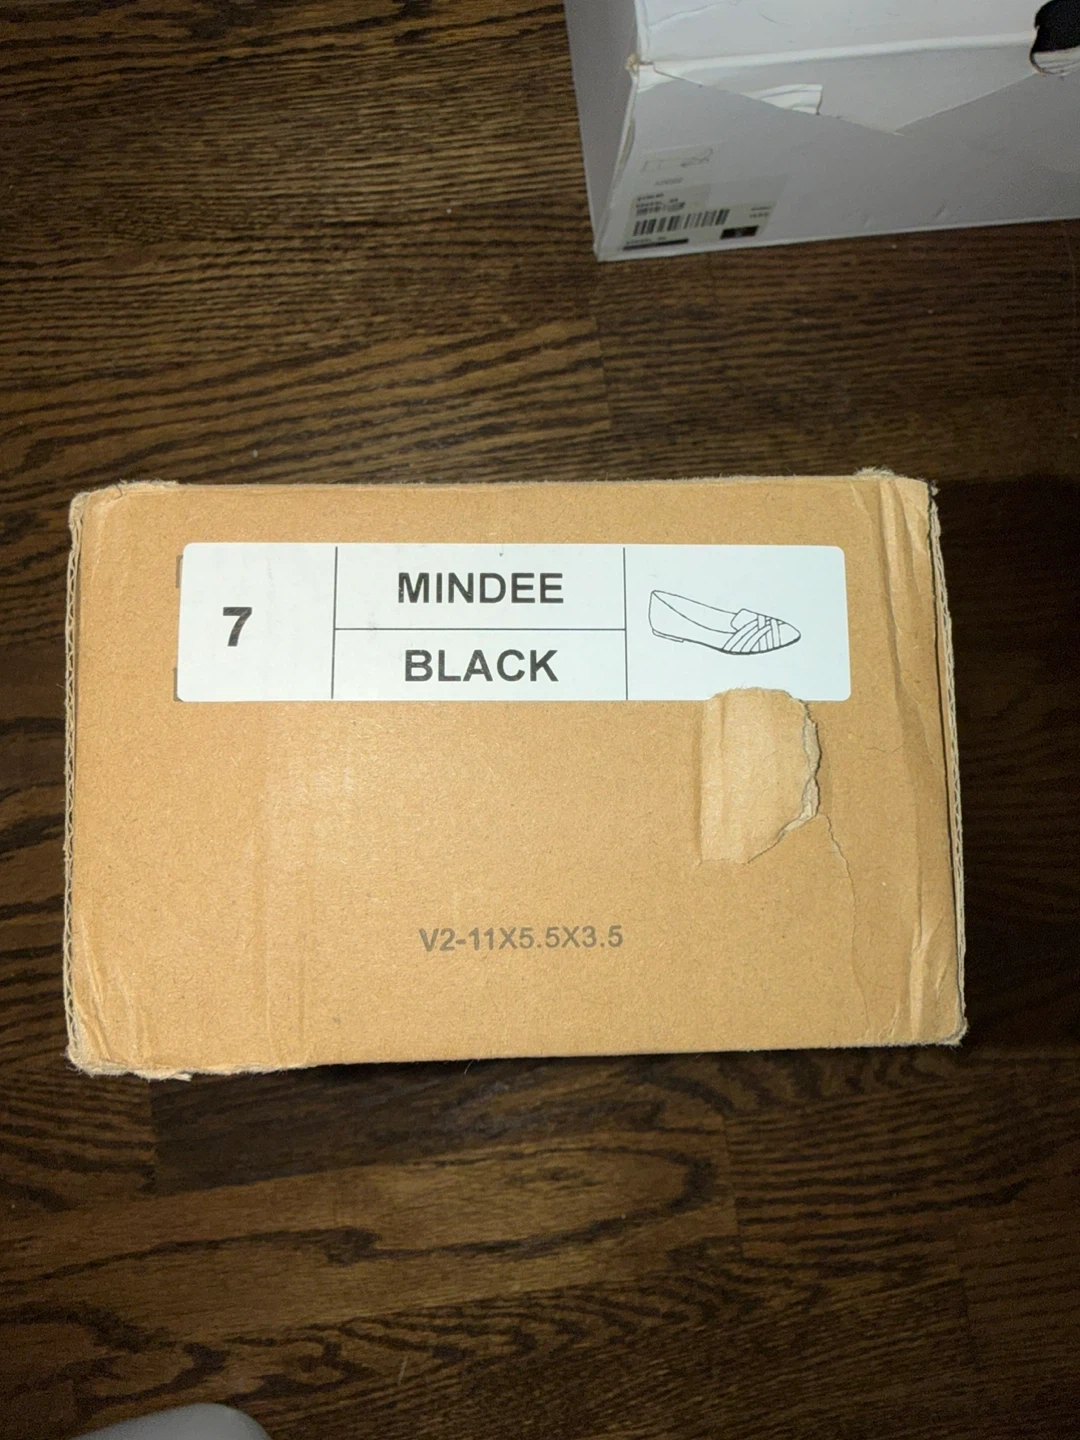 7
MINDEE
BLACK
V2-11X5.5X3.5